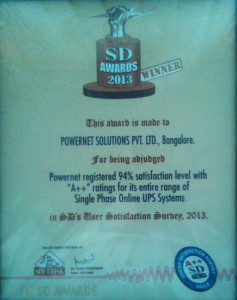 SD
AWARDS
2013
WINNER
This award is made to
POWERNET SOLUTIONS PVT. LTD., Bangalore.
For being adjudged
Powernet registered 94% satisfaction level with
"A++" ratings for its entire range of
Single Phase Online UPS Systems
in SD's User Satisfaction Survey, 2013.
A++
SD
SD AWARDS